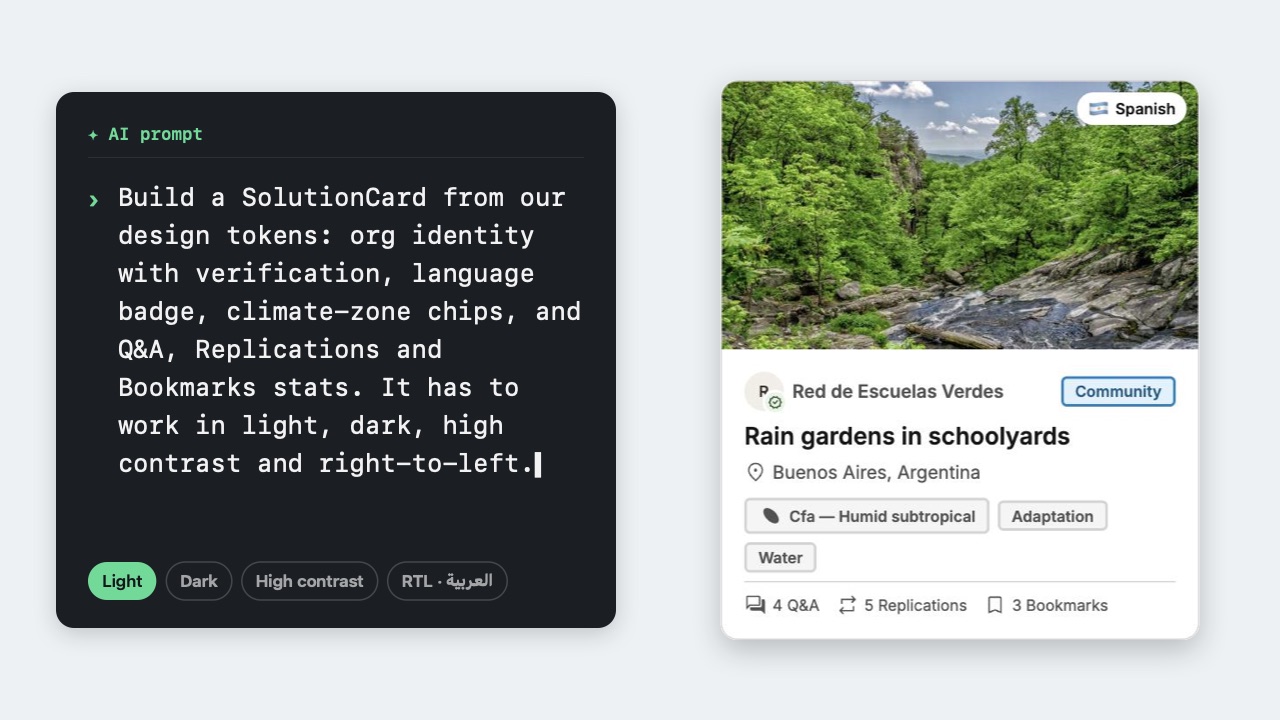 ✦ AI prompt
› Build a SolutionCard from our
design tokens: org identity
with verification, language
badge, climate–zone chips, and
Q&A, Replications and
Bookmarks stats. It has to
work in light, dark, high
contrast and right–to–left.
Light
Dark
High contrast
RTL · العربية
Spanish
R
Red de Escuelas Verdes
Community
Rain gardens in schoolyards
Buenos Aires, Argentina
Cfa — Humid subtropical
Adaptation
Water
4 Q&A
5 Replications
3 Bookmarks